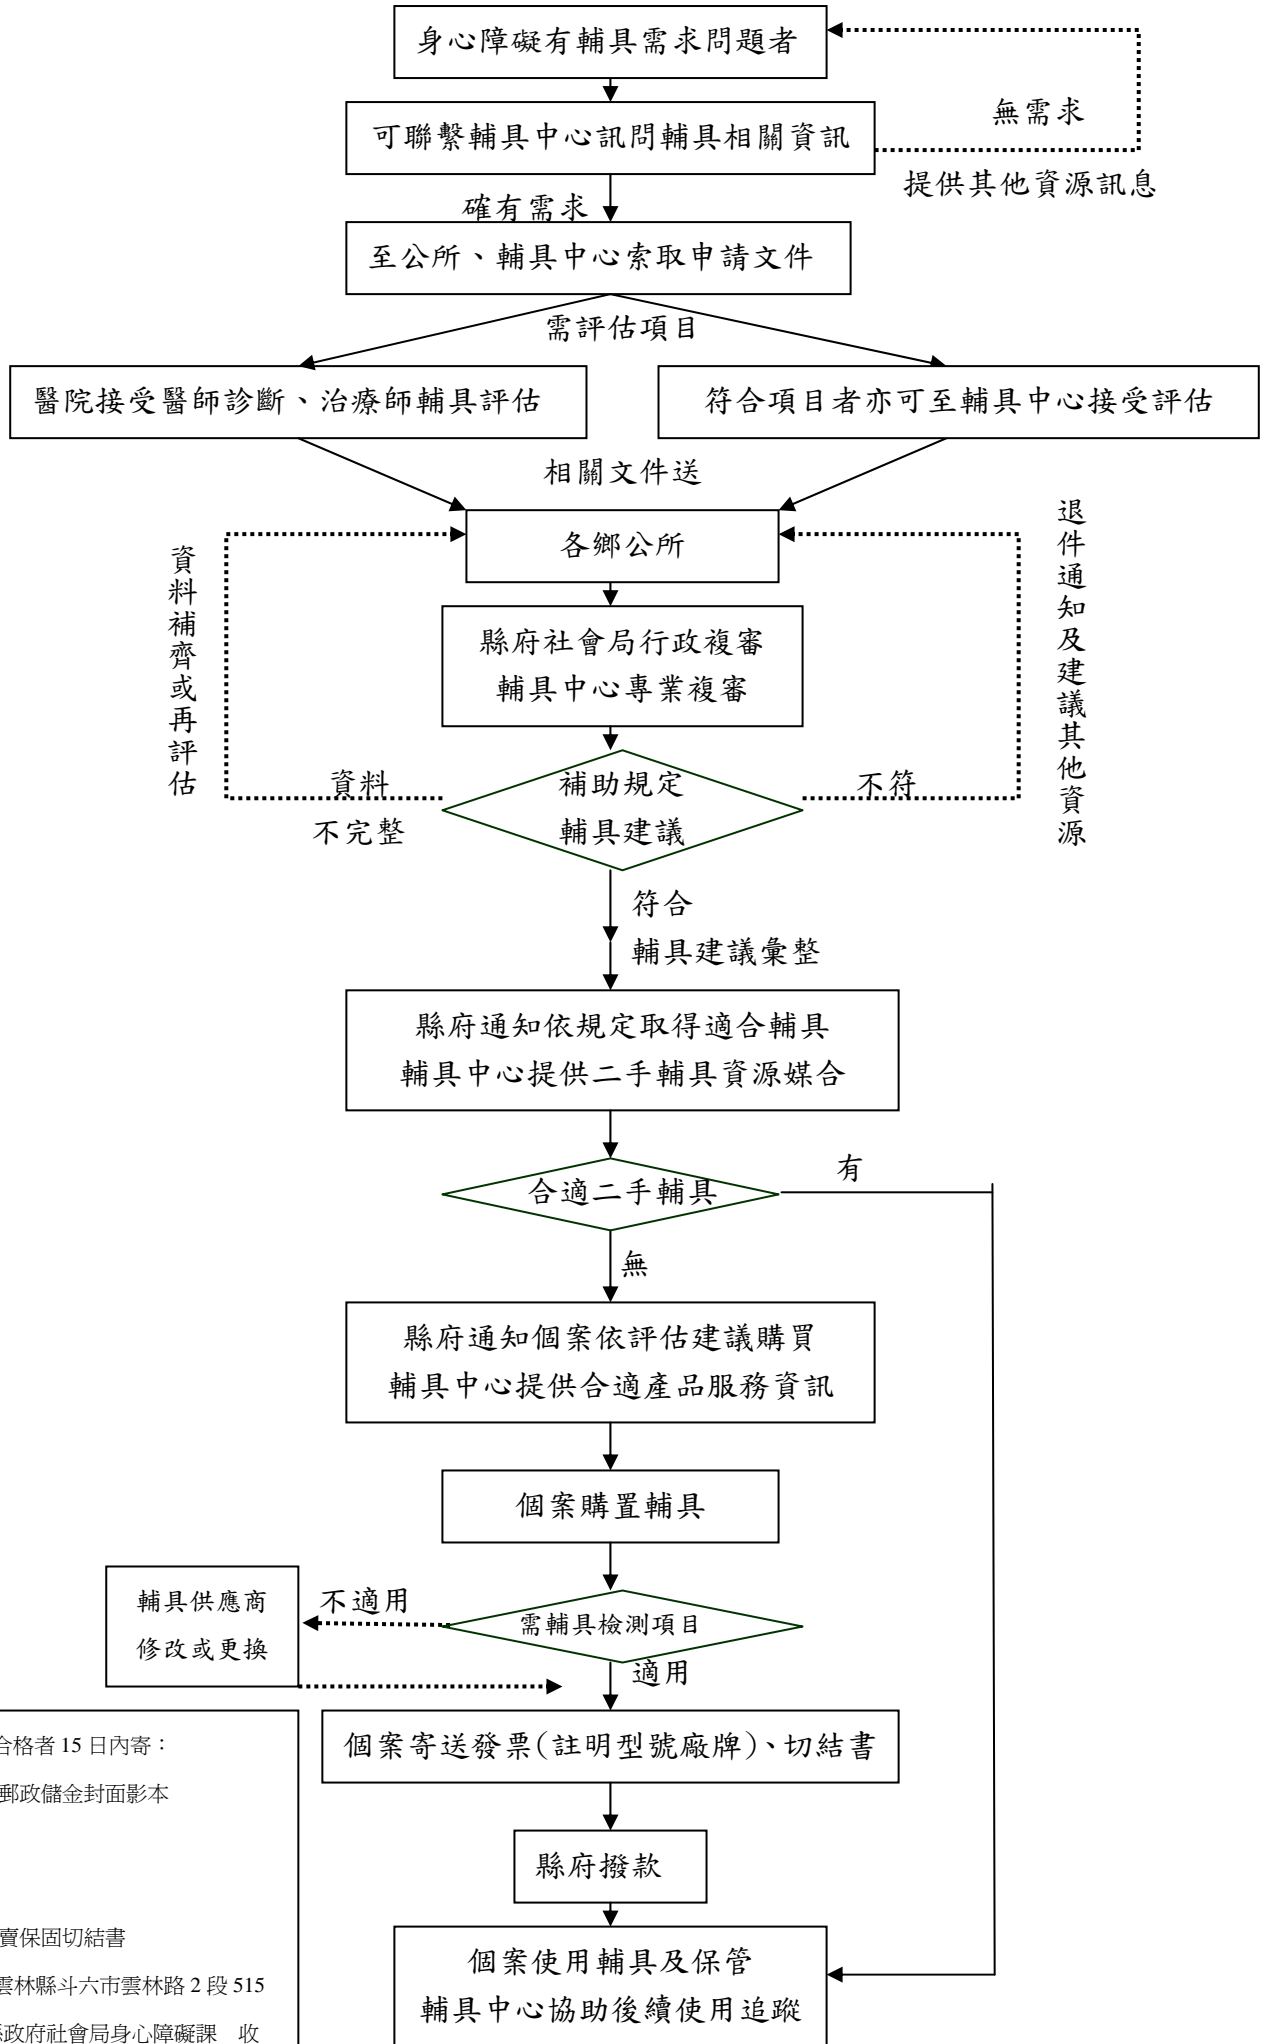 身心障礙有輔具需求問題者
無需求
可聯繫輔具中心訊問輔具相關資訊
提供其他資源訊息
確有需求
至公所、輔具中心索取申請文件
需評估項目
醫院接受醫師診斷、治療師輔具評估
符合項目者亦可至輔具中心接受評估
相關文件送
各鄉公所
資料補齊或再評估
退件通知及建議其他資源
縣府社會局行政複審
輔具中心專業複審
補助規定
輔具建議
資料
不完整
不符
符合
輔具建議彙整
縣府通知依規定取得適合輔具
輔具中心提供二手輔具資源媒合
合適二手輔具
有
無
縣府通知個案依評估建議購買
輔具中心提供合適產品服務資訊
個案購置輔具
輔具供應商
修改或更換
不適用
需輔具檢測項目
適用
個案寄送發票(註明型號廠牌)、切結書
縣府撥款
個案使用輔具及保管
輔具中心協助後續使用追蹤
合格者 15 日內寄：
郵政儲金封面影本
賣保固切結書
雲林縣斗六市雲林路 2 段 515
縣政府社會局身心障礙課　收